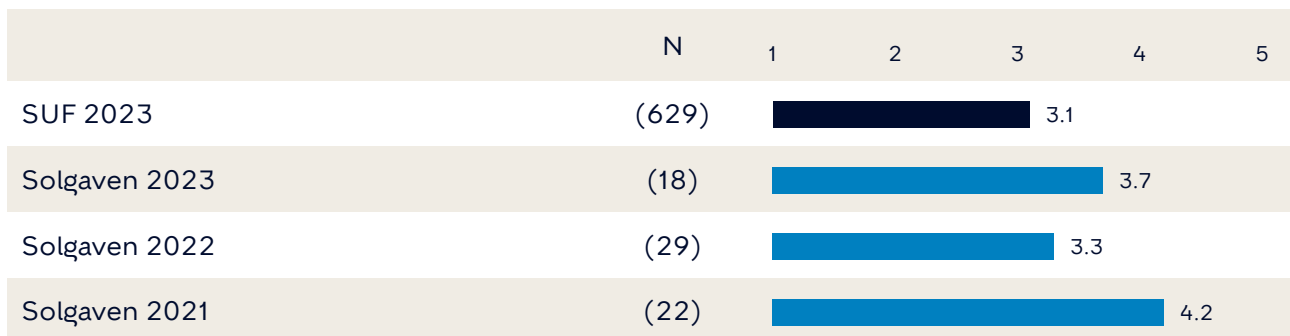 N 1 2 3 4 5
SUF 2023 (629) 3.1
Solgaven 2023 (18) 3.7
Solgaven 2022 (29) 3.3
Solgaven 2021 (22) 4.2